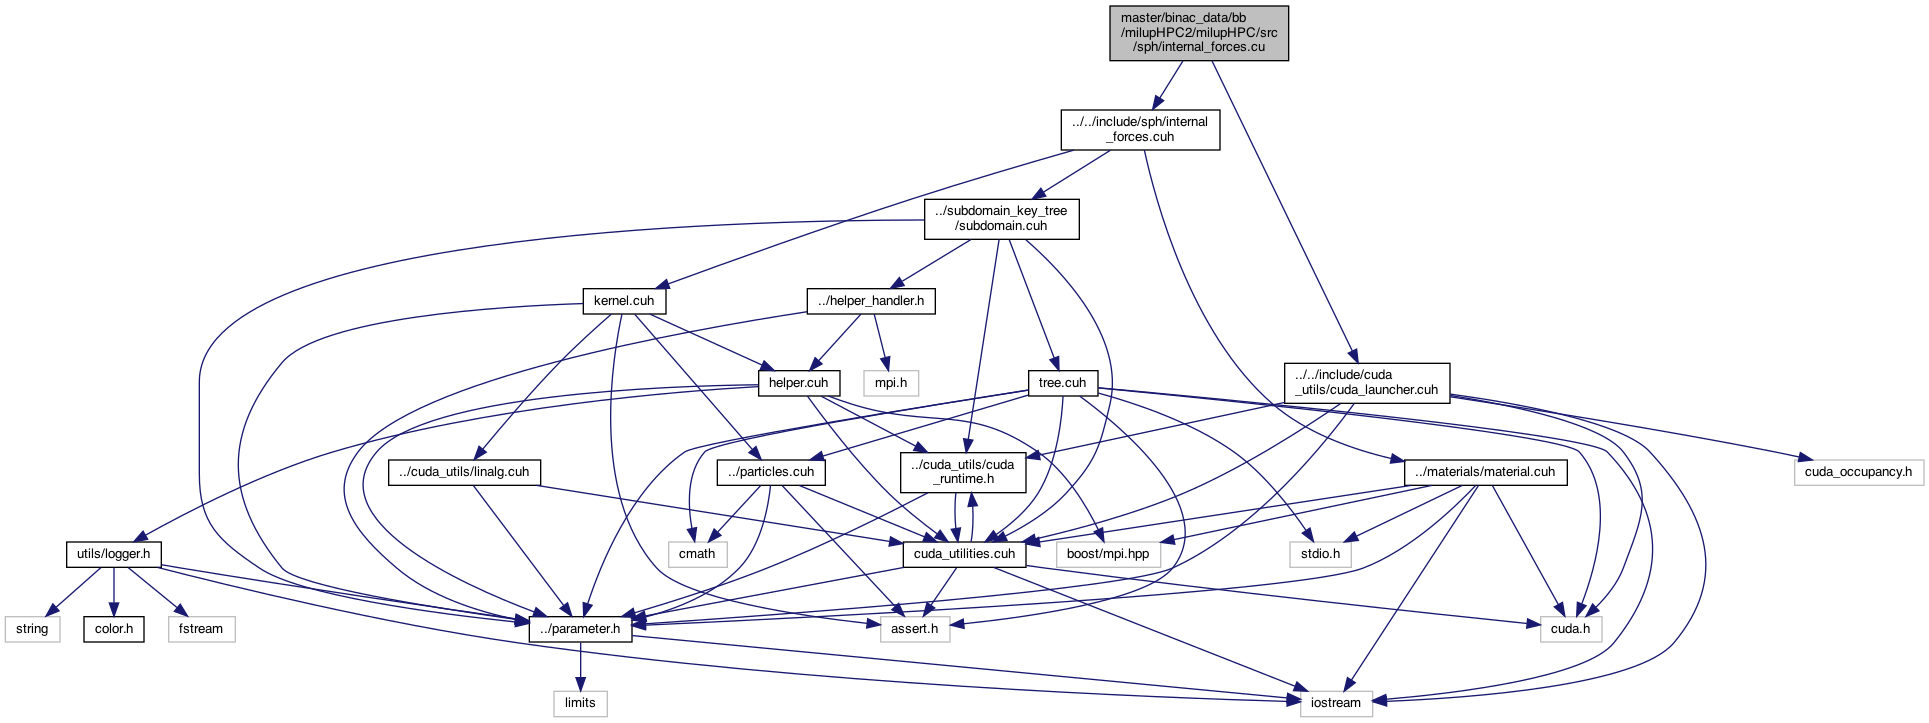 master/binac_data/bb
/milupHPC2/milupHPC/src
/sph/internal_forces.cu
../../include/sph/internal
_forces.cuh
../subdomain_key_tree
/subdomain.cuh
kernel.cuh
../helper_handler.h
helper.cuh
mpi.h
tree.cuh
../../include/cuda
_utils/cuda_launcher.cuh
../cuda_utils/linalg.cuh
../particles.cuh
../cuda_utils/cuda
_runtime.h
../materials/material.cuh
cuda_occupancy.h
utils/logger.h
cmath
cuda_utilities.cuh
boost/mpi.hpp
stdio.h
string
color.h
fstream
../parameter.h
assert.h
cuda.h
limits
iostream